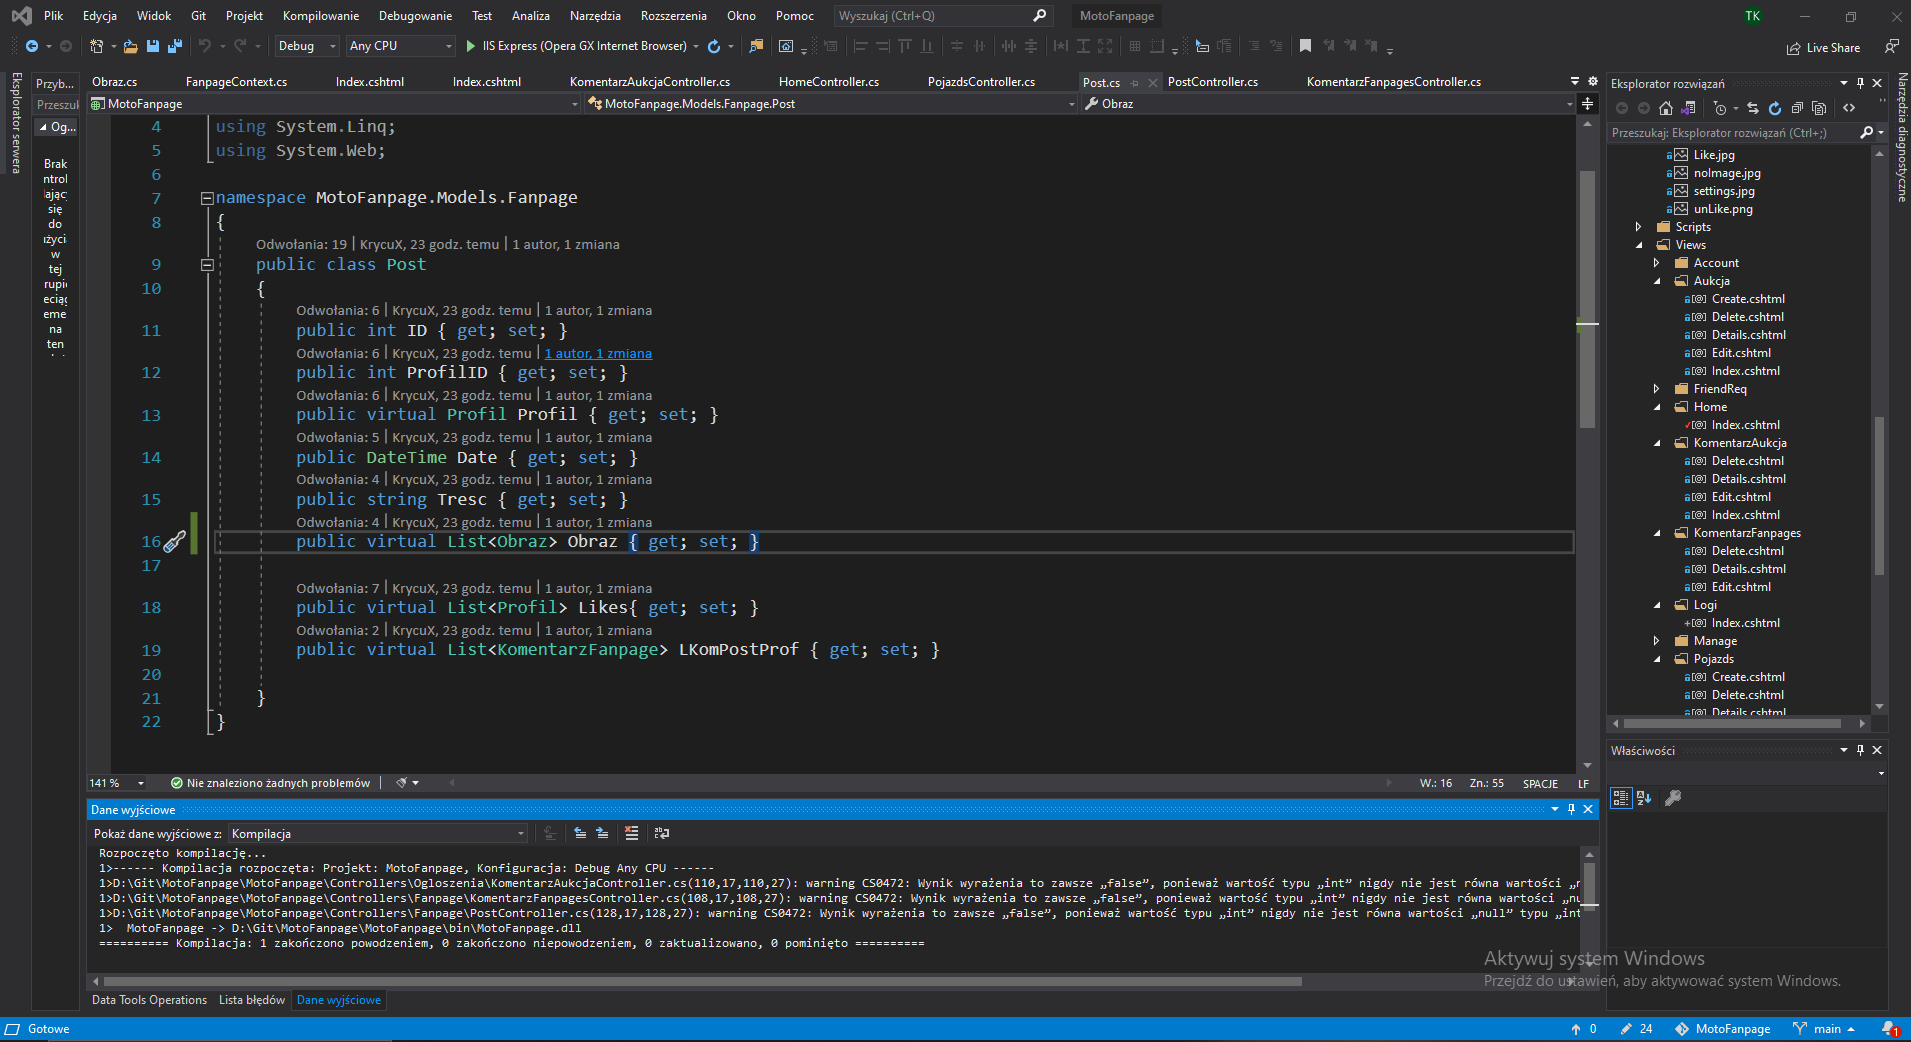 Plik Edycja Widok Git Projekt Kompilowanie Debugowanie Test Analiza Narzędzia Rozszerzenia Okno Pomoc Wyszukaj (Ctrl+Q) MotoFanpage TK
Debug Any CPU IIS Express (Opera GX Internet Browser) Live Share
Eksplorator serwera
Przyb...
Przeszuk
Og...
Brak
ntrol
się
do
w
tej
na
ten
Obraz.cs FanpageContext.cs Index.cshtml Index.cshtml KomentarzAukcjaController.cs HomeController.cs PojazdsController.cs Post.cs PostController.cs KomentarzFanpagesController.cs
MotoFanpage MotoFanpage.Models.Fanpage.Post Obraz
4 using System.Linq;
5 using System.Web;
6
7 namespace MotoFanpage.Models.Fanpage
8 {
Odwołania: 19 | KrycuX, 23 godz. temu | 1 autor, 1 zmiana
9 public class Post
10 {
Odwołania: 6 | KrycuX, 23 godz. temu | 1 autor, 1 zmiana
11 public int ID { get; set; }
Odwołania: 6 | KrycuX, 23 godz. temu | 1 autor, 1 zmiana
12 public int ProfilID { get; set; }
Odwołania: 6 | KrycuX, 23 godz. temu | 1 autor, 1 zmiana
13 public virtual Profil Profil { get; set; }
Odwołania: 5 | KrycuX, 23 godz. temu | 1 autor, 1 zmiana
14 public DateTime Date { get; set; }
Odwołania: 4 | KrycuX, 23 godz. temu | 1 autor, 1 zmiana
15 public string Tresc { get; set; }
Odwołania: 4 | KrycuX, 23 godz. temu | 1 autor, 1 zmiana
16 public virtual List<Obraz> Obraz { get; set; }
17
Odwołania: 7 | KrycuX, 23 godz. temu | 1 autor, 1 zmiana
18 public virtual List<Profil> Likes{ get; set; }
Odwołania: 2 | KrycuX, 23 godz. temu | 1 autor, 1 zmiana
19 public virtual List<KomentarzFanpage> LKomPostProf { get; set; }
20
21 }
22 }
141 % Nie znaleziono żadnych problemów W.: 16 Zn.: 55 SPACJE LF
Dane wyjściowe
Pokaż dane wyjściowe z: Kompilacja
Rozpoczęto kompilację...
1>------ Kompilacja rozpoczęta: Projekt: MotoFanpage, Konfiguracja: Debug Any CPU ------
1>D:\Git\MotoFanpage\MotoFanpage\Controllers\Ogloszenia\KomentarzAukcjaController.cs(110,17,110,27): warning CS0472: Wynik wyrażenia to zawsze „false”, ponieważ wartość typu „int” nigdy nie jest równa wartości
1>D:\Git\MotoFanpage\MotoFanpage\Controllers\Fanpage\KomentarzFanpagesController.cs(108,17,108,27): warning CS0472: Wynik wyrażenia to zawsze „false”, ponieważ wartość typu „int” nigdy nie jest równa wartości „nu
1>D:\Git\MotoFanpage\MotoFanpage\Controllers\Fanpage\PostController.cs(128,17,128,27): warning CS0472: Wynik wyrażenia to zawsze „false”, ponieważ wartość typu „int” nigdy nie jest równa wartości „null” typu „int
1> MotoFanpage -> D:\Git\MotoFanpage\MotoFanpage\bin\MotoFanpage.dll
========== Kompilacja: 1 zakończono powodzeniem, 0 zakończono niepowodzeniem, 0 zaktualizowano, 0 pominięto ==========
Data Tools Operations Lista błędów Dane wyjściowe
Eksplorator rozwiązań
Przeszukaj: Eksplorator rozwiązań (Ctrl+;)
Like.jpg
noImage.jpg
settings.jpg
unLike.png
Scripts
Views
Account
Aukcja
Create.cshtml
Delete.cshtml
Details.cshtml
Edit.cshtml
Index.cshtml
FriendReq
Home
Index.cshtml
KomentarzAukcja
Delete.cshtml
Details.cshtml
Edit.cshtml
Index.cshtml
KomentarzFanpages
Delete.cshtml
Details.cshtml
Edit.cshtml
Logi
Index.cshtml
Manage
Pojazds
Create.cshtml
Delete.cshtml
Details.cshtml
Narzędzia diagnostyczne
Właściwości
Aktywuj system Windows
Przejdź do ustawień, aby aktywować system Windows.
Gotowe 0 24 MotoFanpage main 1